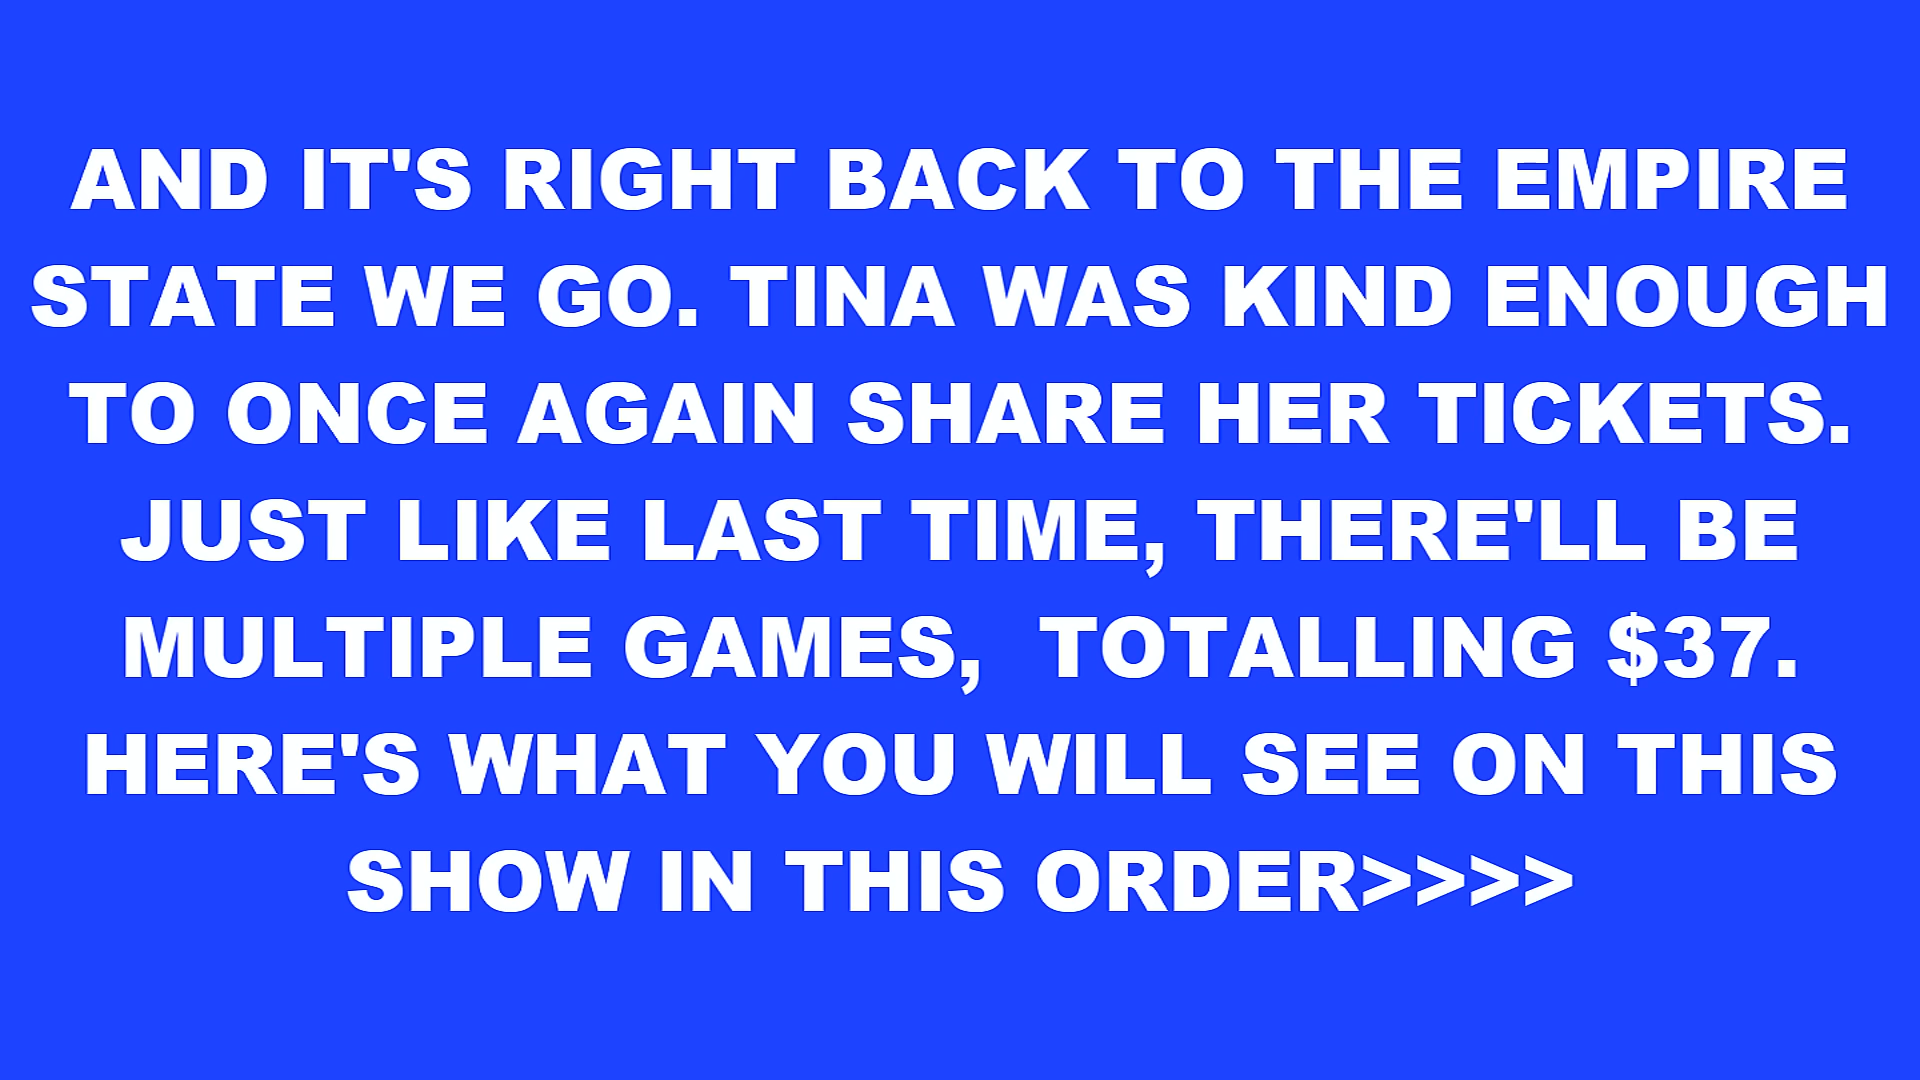 AND IT'S RIGHT BACK TO THE EMPIRE
STATE WE GO. TINA WAS KIND ENOUGH
TO ONCE AGAIN SHARE HER TICKETS.
JUST LIKE LAST TIME, THERE'LL BE
MULTIPLE GAMES,  TOTALLING $37.
HERE'S WHAT YOU WILL SEE ON THIS
SHOW IN THIS ORDER>>>>